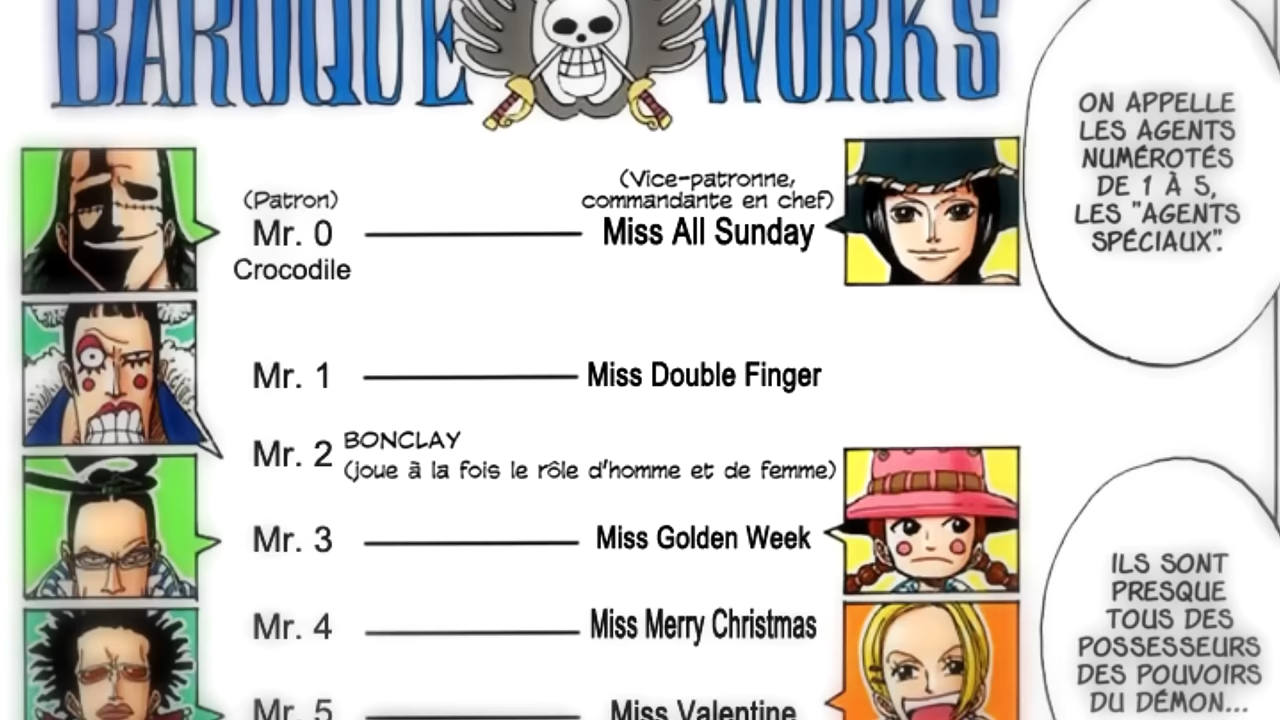 BAROQUE WORKS
(Patron)
Mr. 0
Crocodile
(Vice-patronne,
commandante en chef)
Miss All Sunday
Mr. 1
Miss Double Finger
Mr. 2
BONCLAY
(joue à la fois le rôle d'homme et de femme)
Mr. 3
Miss Golden Week
Mr. 4
Miss Merry Christmas
Mr. 5
Miss Valentine
ON APPELLE
LES AGENTS
NUMÉROTÉS
DE 1 À 5,
LES "AGENTS
SPÉCIAUX".
ILS SONT
PRESQUE
TOUS DES
POSSESSEURS
DES POUVOIRS
DU DÉMON...